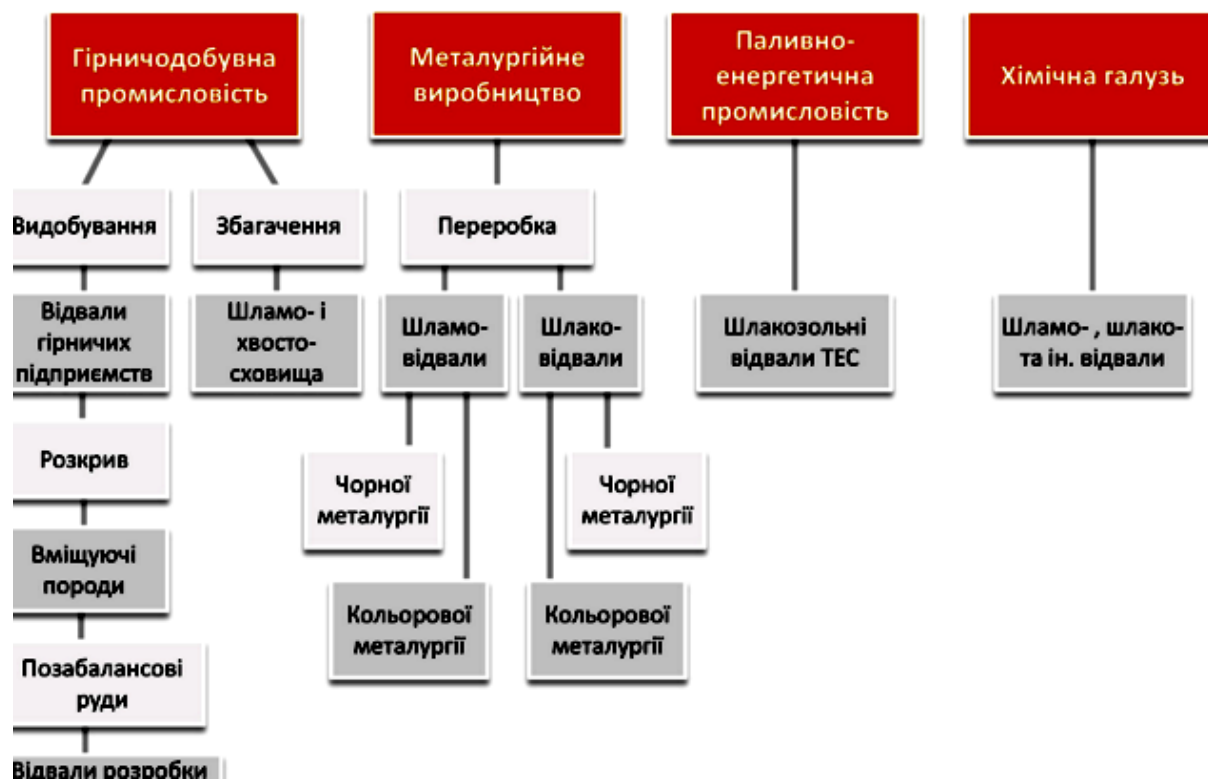 Гірничодобувна
промисловість
Металургійне
виробництво
Паливно-
енергетична
промисловість
Хімічна галузь
Видобування
Збагачення
Переробка
Відвали
гірничих
підприємств
Шламо- і
хвосто-
сховища
Шламо-
відвали
Шлако-
відвали
Шлакозольні
відвали ТЕС
Шламо- , шлако-
та ін. відвали
Розкрив
Чорної
металургії
Чорної
металургії
Вміщуючі
породи
Кольорової
металургії
Кольорової
металургії
Позабалансові
руди
Відвали розробки